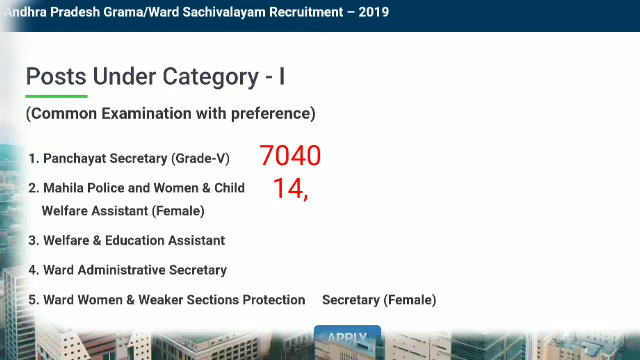 Andhra Pradesh Grama/Ward Sachivalayam Recruitment – 2019
Posts Under Category - I
(Common Examination with preference)
1. Panchayat Secretary (Grade-V) 7040
2. Mahila Police and Women & Child 14,
Welfare Assistant (Female)
3. Welfare & Education Assistant
4. Ward Administrative Secretary
5. Ward Women & Weaker Sections Protection Secretary (Female)
APPLY